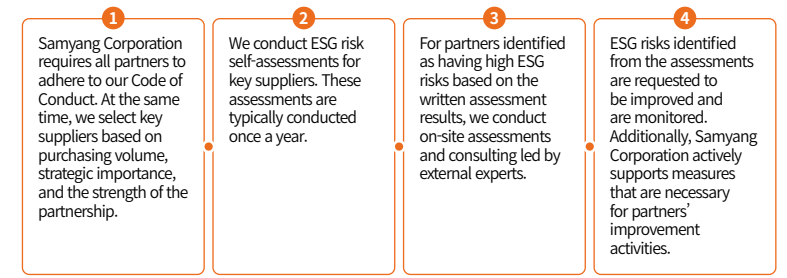 1
Samyang Corporation
requires all partners to
adhere to our Code of
Conduct. At the same
time, we select key
suppliers based on
purchasing volume,
strategic importance,
and the strength of the
partnership.
2
We conduct ESG risk
self-assessments for
key suppliers. These
assessments are
typically conducted
once a year.
3
For partners identified
as having high ESG
risks based on the
written assessment
results, we conduct
on-site assessments
and consulting led by
external experts.
4
ESG risks identified
from the assessments
are requested to
be improved and
are monitored.
Additionally, Samyang
Corporation actively
supports measures
that are necessary
for partners’
improvement
activities.